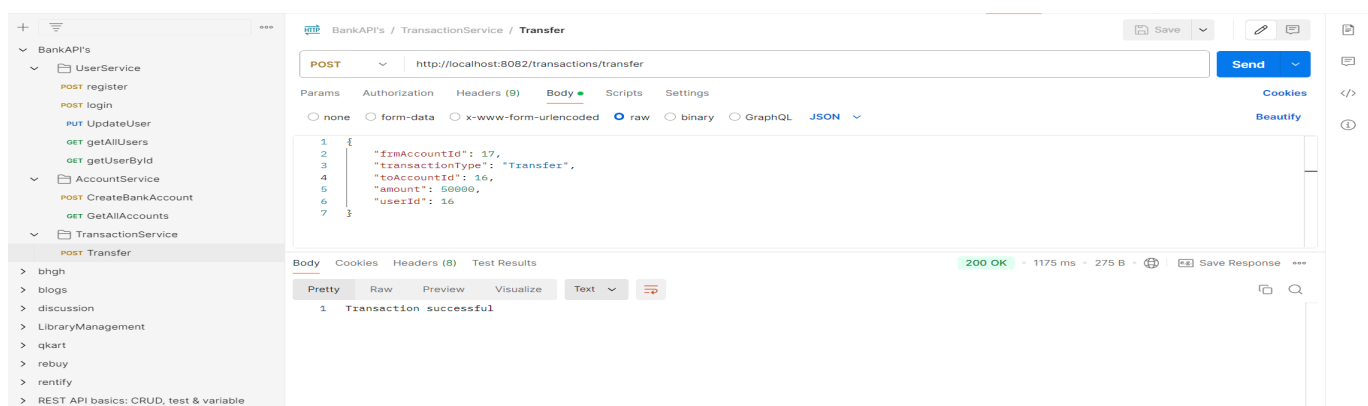 BankAPI's
UserService
POST register
POST login
PUT UpdateUser
GET getAllUsers
GET getUserById
AccountService
POST CreateBankAccount
GET GetAllAccounts
TransactionService
POST Transfer
bhgh
blogs
discussion
LibraryManagement
qkart
rebuy
rentify
REST API basics: CRUD, test & variable
HTTP BankAPI's / TransactionService / Transfer
Save
POST http://localhost:8082/transactions/transfer
Send
Params Authorization Headers (9) Body Scripts Settings
Cookies
none form-data x-www-form-urlencoded raw binary GraphQL JSON
Beautify
1 {
2 "frmAccountId": 17,
3 "transactionType": "Transfer",
4 "toAccountId": 16,
5 "amount": 50000,
6 "userId": 16
7 }
Body Cookies Headers (8) Test Results
200 OK 1175 ms 275 B Save Response
Pretty Raw Preview Visualize Text
1 Transaction successful